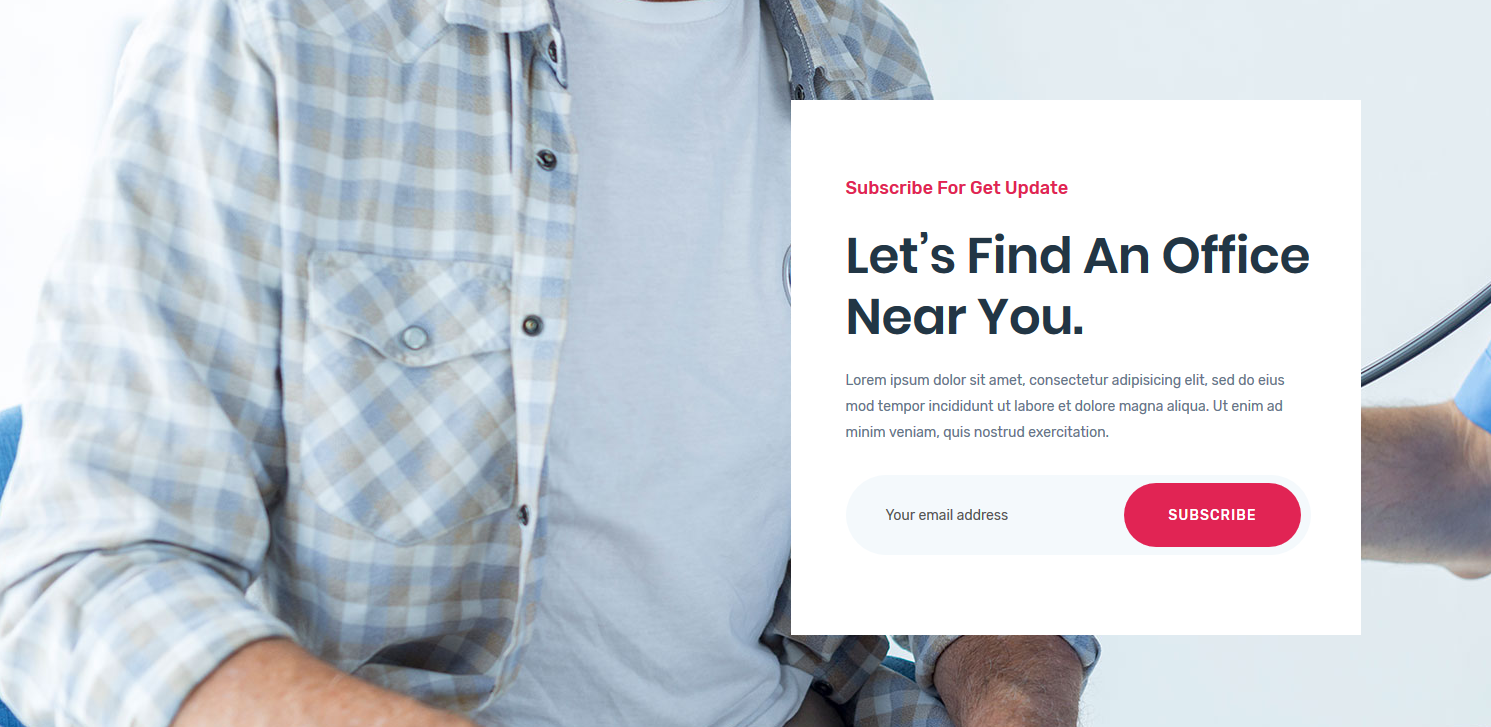 Subscribe For Get Update
Let’s Find An Office
Near You.
Lorem ipsum dolor sit amet, consectetur adipisicing elit, sed do eius
mod tempor incididunt ut labore et dolore magna aliqua. Ut enim ad
minim veniam, quis nostrud exercitation.
Your email address
SUBSCRIBE